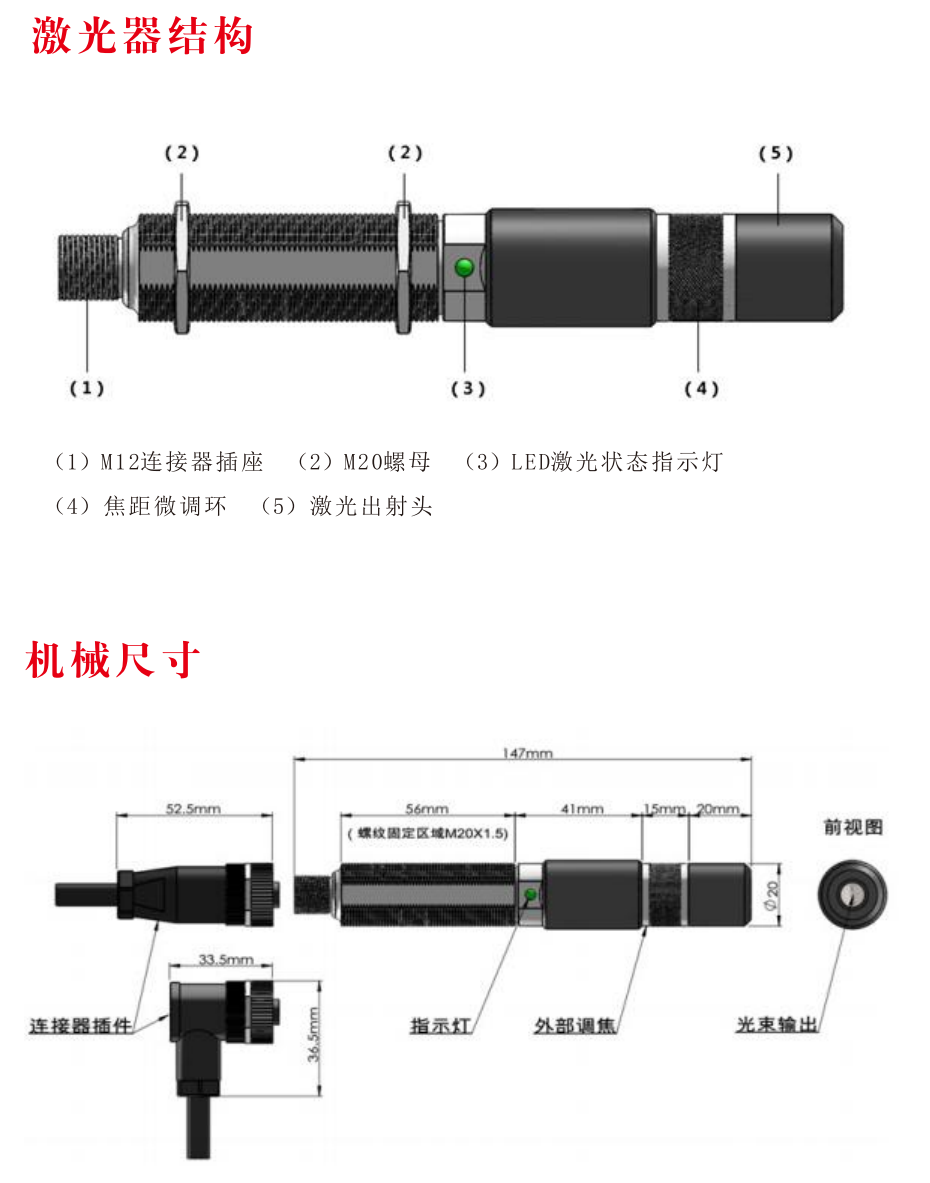 激光器结构
(2) (2) (5)
(1) (3) (4)
(1) M12连接器插座 (2) M20螺母 (3) LED激光状态指示灯
(4) 焦距微调环 (5) 激光出射头
机械尺寸
147mm
52.5mm 56mm 41mm 15mm 20mm
(螺纹固定区域M20X1.5)
前视图
Ø20
33.5mm
36.5mm
连接器插件 指示灯 外部调焦 光束输出